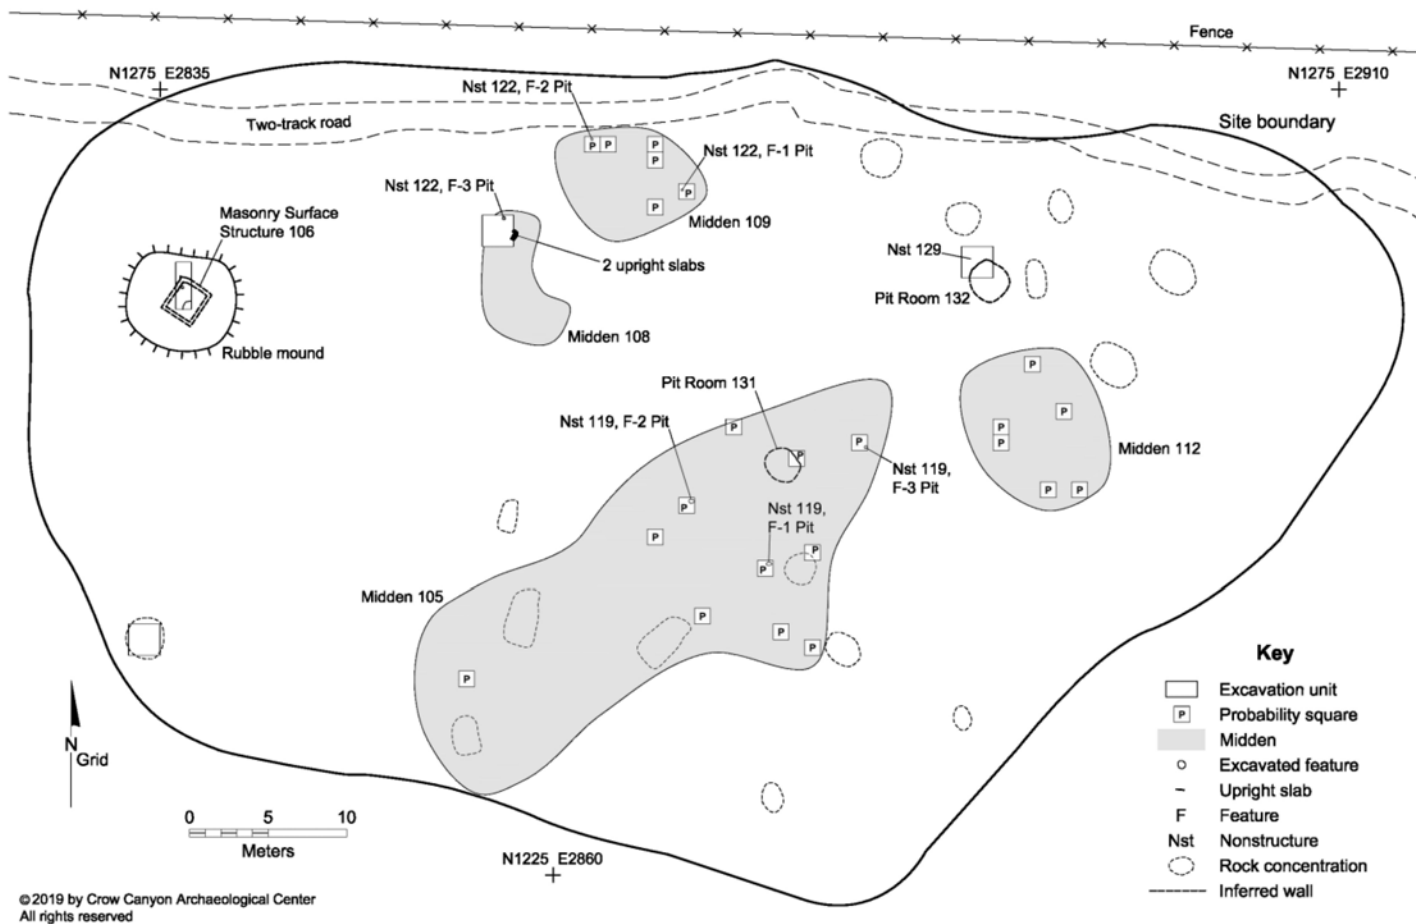 Fence
N1275 E2835
N1275 E2910
Nst 122, F-2 Pit
Two-track road
Site boundary
Nst 122, F-1 Pit
P
P
P
P
P
P
Nst 122, F-3 Pit
Masonry Surface
Structure 106
Midden 109
2 upright slabs
Nst 129
Pit Room 132
Midden 108
Rubble mound
Pit Room 131
Nst 119, F-2 Pit
P
P
P
P
P
P
P
P
P
P
Midden 112
Nst 119,
F-3 Pit
P
Nst 119,
F-1 Pit
P
P
P
P
Midden 105
P
P
P
P
Key
Excavation unit
P
Probability square
Midden
Excavated feature
Upright slab
F
Feature
Nst
Nonstructure
Rock concentration
Inferred wall
N
Grid
0 5 10
Meters
N1225 E2860
© 2019 by Crow Canyon Archaeological Center
All rights reserved